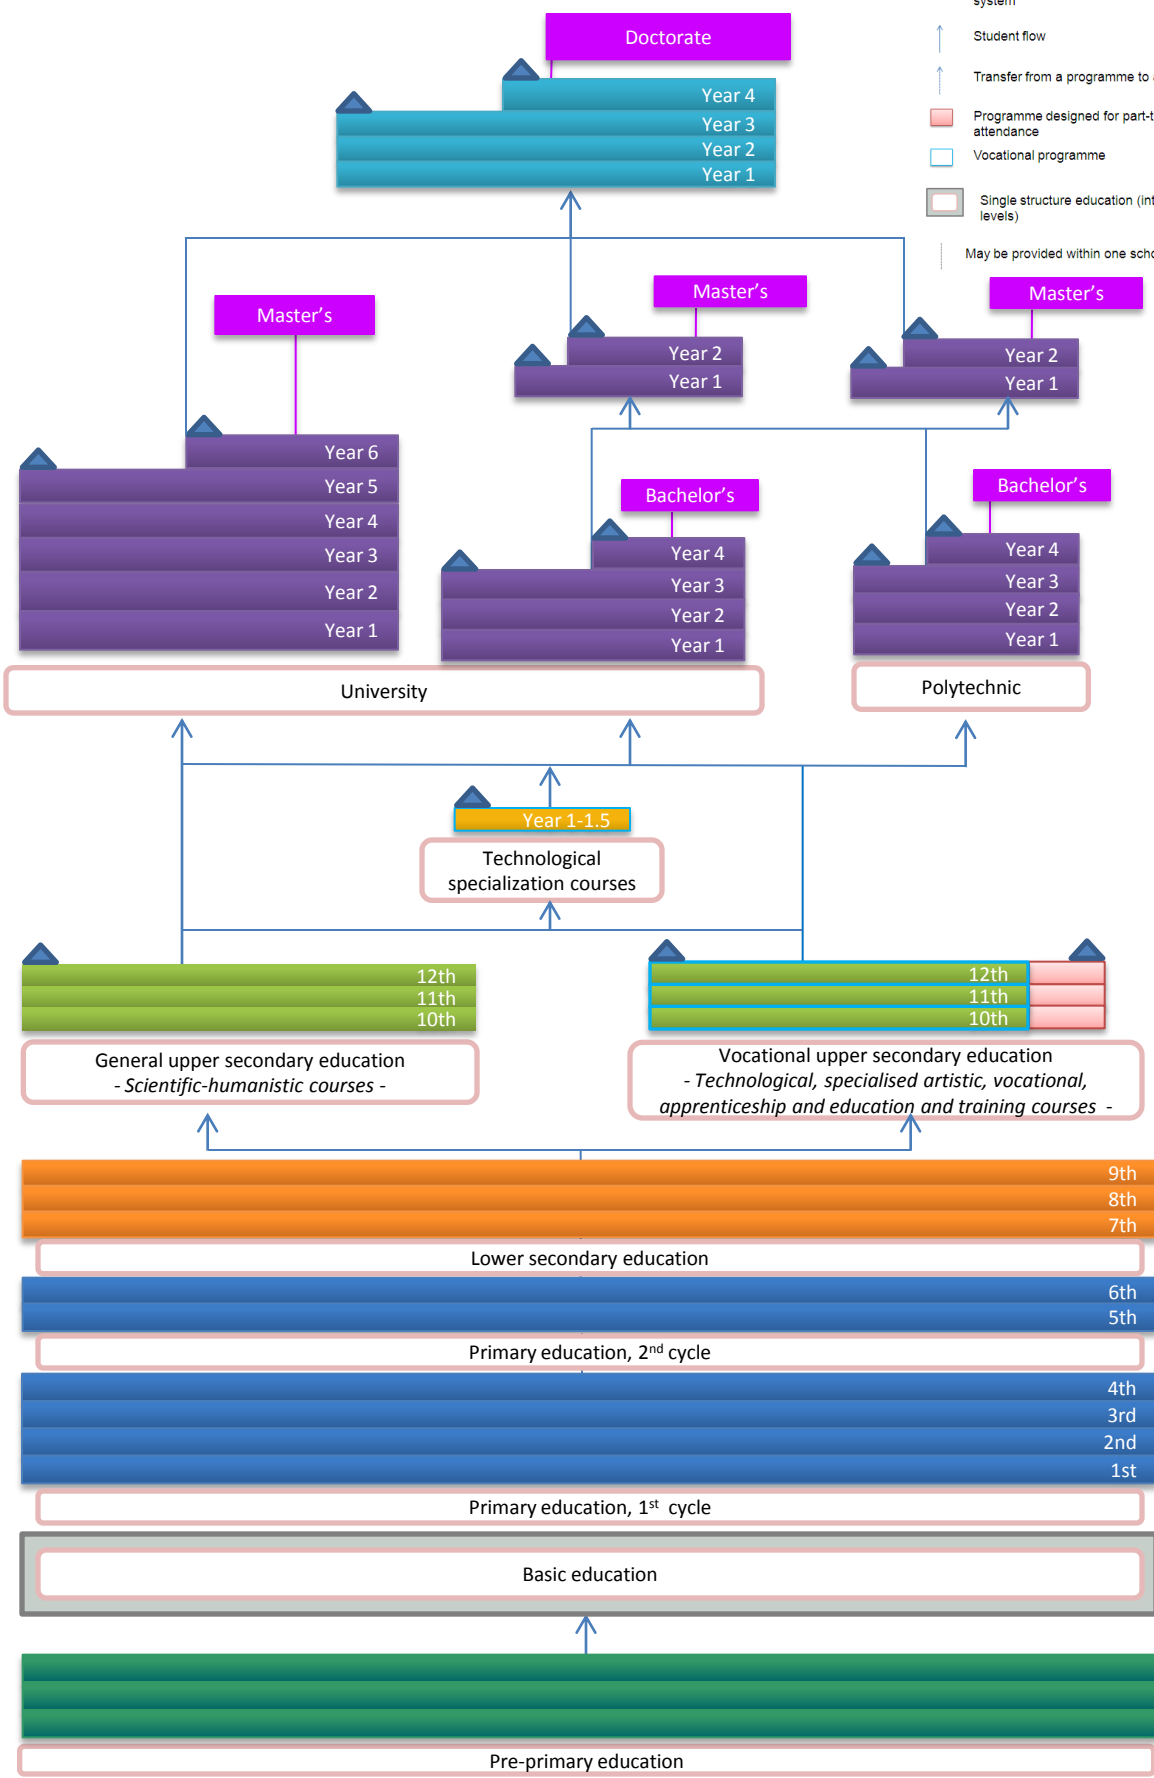 system
Student flow
Transfer from a programme to
Programme designed for part-t
attendance
Vocational programme
Single structure education (int
levels)
May be provided within one scho
Doctorate
Year 4
Year 3
Year 2
Year 1
Master's
Master's
Master's
Year 2
Year 1
Year 2
Year 1
Year 6
Year 5
Year 4
Year 3
Year 2
Year 1
Bachelor's
Year 4
Year 3
Year 2
Year 1
Bachelor's
Year 4
Year 3
Year 2
Year 1
University
Polytechnic
Year 1-1.5
Technological
specialization courses
12th
11th
10th
12th
11th
10th
General upper secondary education
- Scientific-humanistic courses -
Vocational upper secondary education
- Technological, specialised artistic, vocational,
apprenticeship and education and training courses -
9th
8th
7th
Lower secondary education
6th
5th
Primary education, 2nd cycle
4th
3rd
2nd
1st
Primary education, 1st cycle
Basic education
Pre-primary education